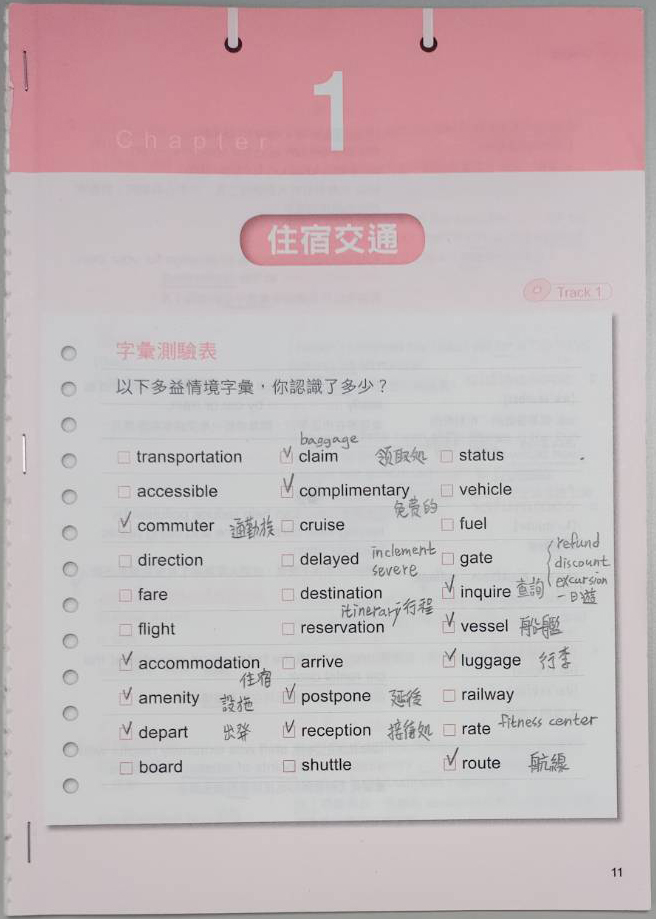 Chapter
1
住宿交通
Track 1
字彙測驗表
以下多益情境字彙，你認識了多少？
baggage
transportation claim 領取処 status
accessible complimentary vehicle
免費的
commuter 通勤族 cruise fuel
refund
direction delayed inclement gate discount
severe excursion
fare destination inquire 查詢 一日遊
itinerary 行程
flight reservation vessel 船艦
accommodation arrive luggage 行李
住宿
amenity 設施 postpone 延後 railway
depart 出發 reception 接待処 rate fitness center
board shuttle route 航線
11